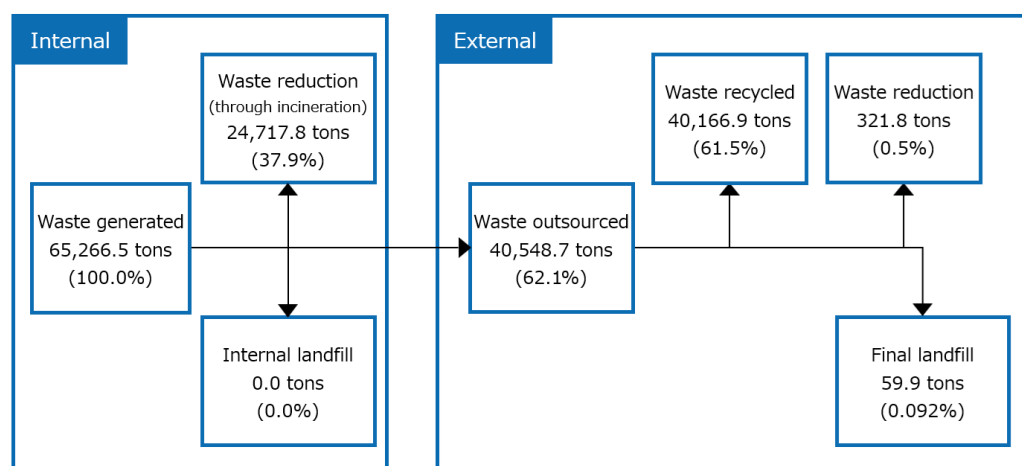 Internal
Waste reduction
(through incineration)
24,717.8 tons
(37.9%)
Waste generated
65,266.5 tons
(100.0%)
Internal landfill
0.0 tons
(0.0%)
External
Waste outsourced
40,548.7 tons
(62.1%)
Waste recycled
40,166.9 tons
(61.5%)
Waste reduction
321.8 tons
(0.5%)
Final landfill
59.9 tons
(0.092%)